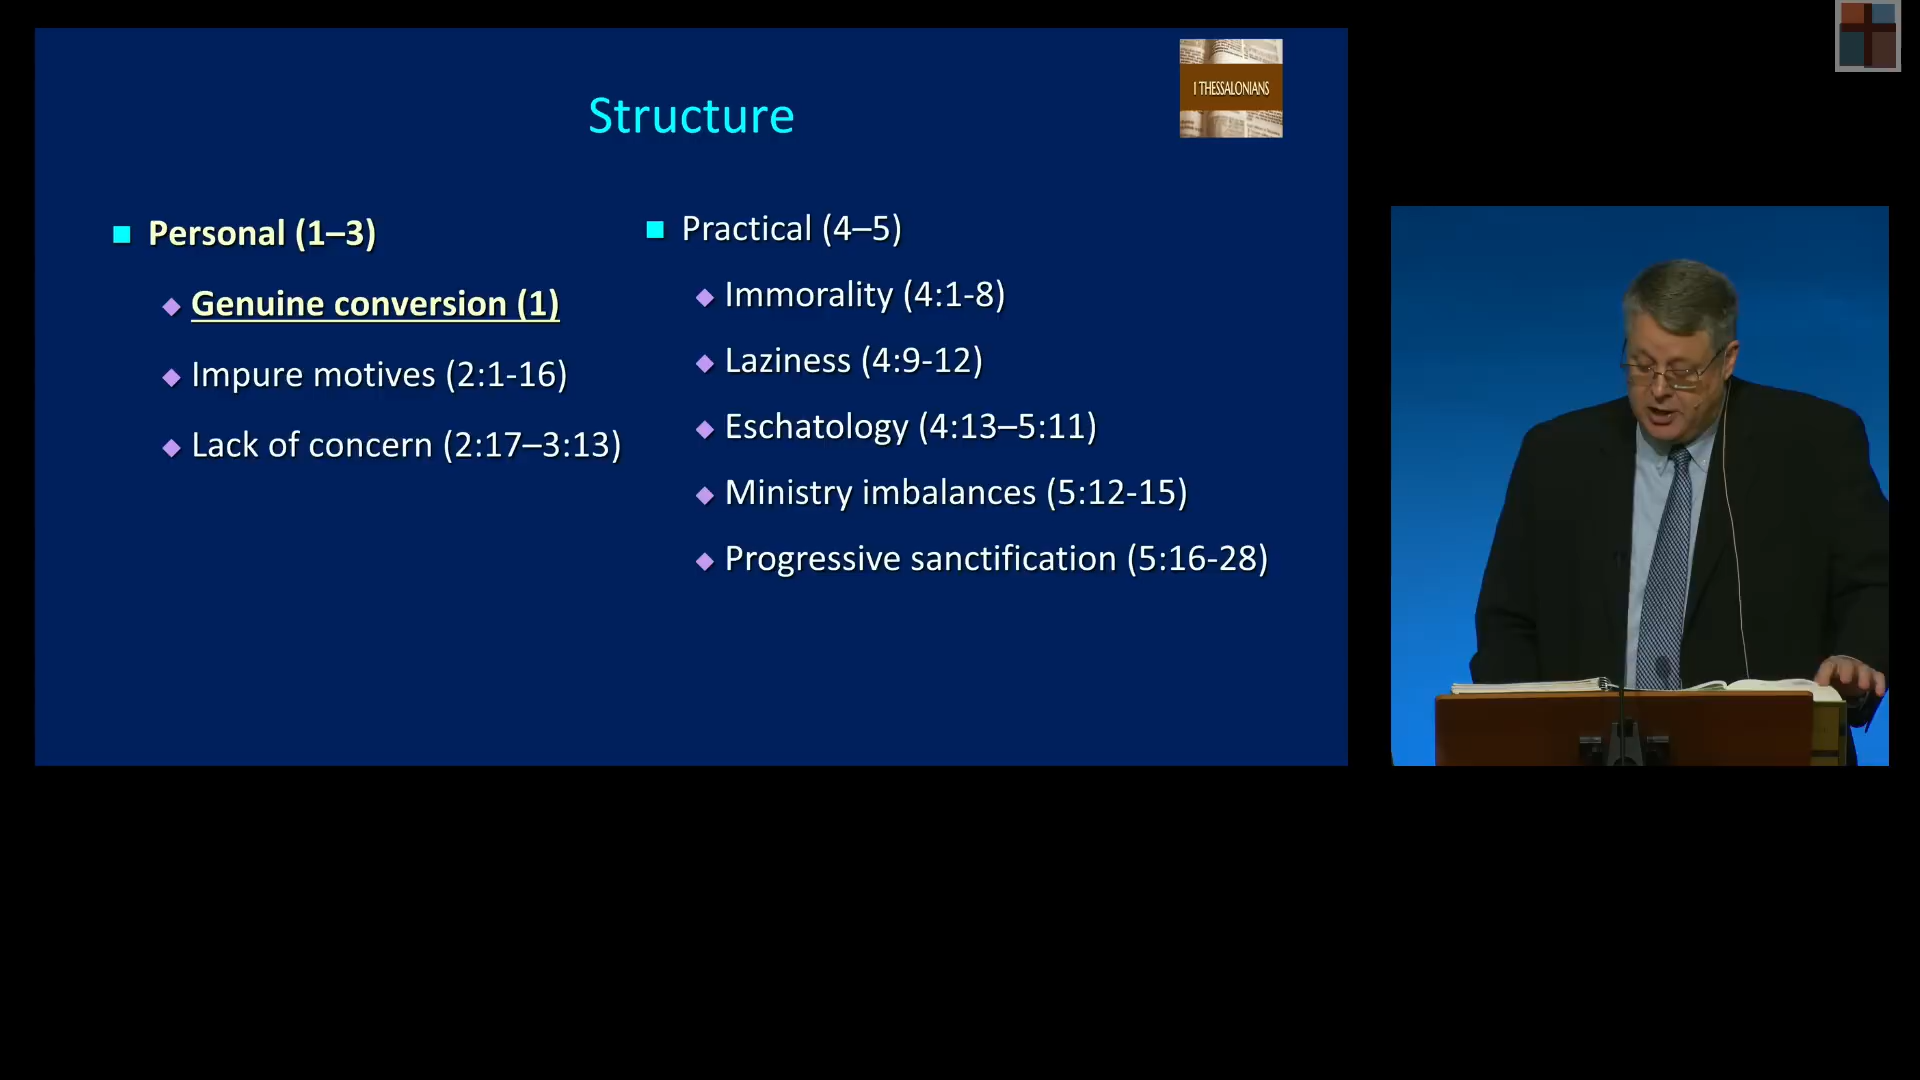 Structure
I THESSALONIANS
Personal (1–3)
Genuine conversion (1)
Impure motives (2:1-16)
Lack of concern (2:17–3:13)
Practical (4–5)
Immorality (4:1-8)
Laziness (4:9-12)
Eschatology (4:13–5:11)
Ministry imbalances (5:12-15)
Progressive sanctification (5:16-28)